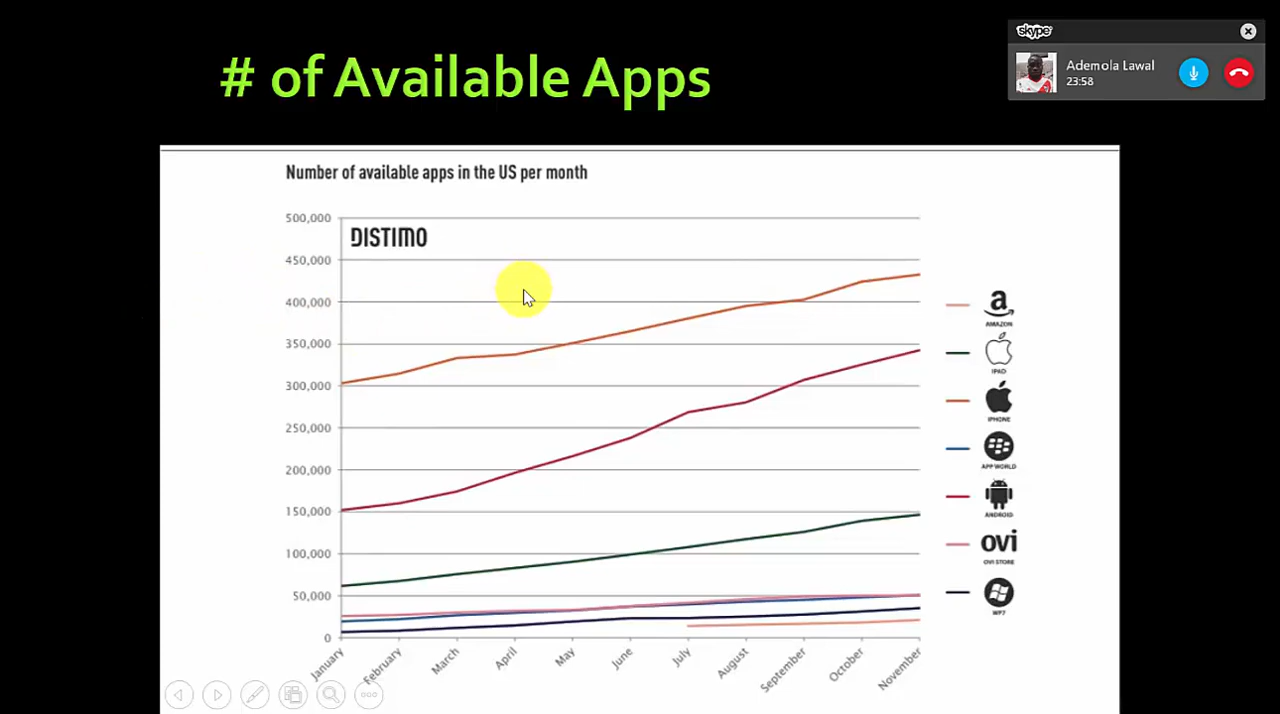 # of Available Apps
skype
Ademola Lawal
23:58
Number of available apps in the US per month
500,000
DISTIMO
450,000
400,000
350,000
300,000
250,000
200,000
150,000
100,000
50,000
0
January
February
March
April
May
June
July
August
September
October
November
a
AMAZON
IPAD
IPHONE
APP WORLD
ANDROID
OVI
OVI STORE
WP7